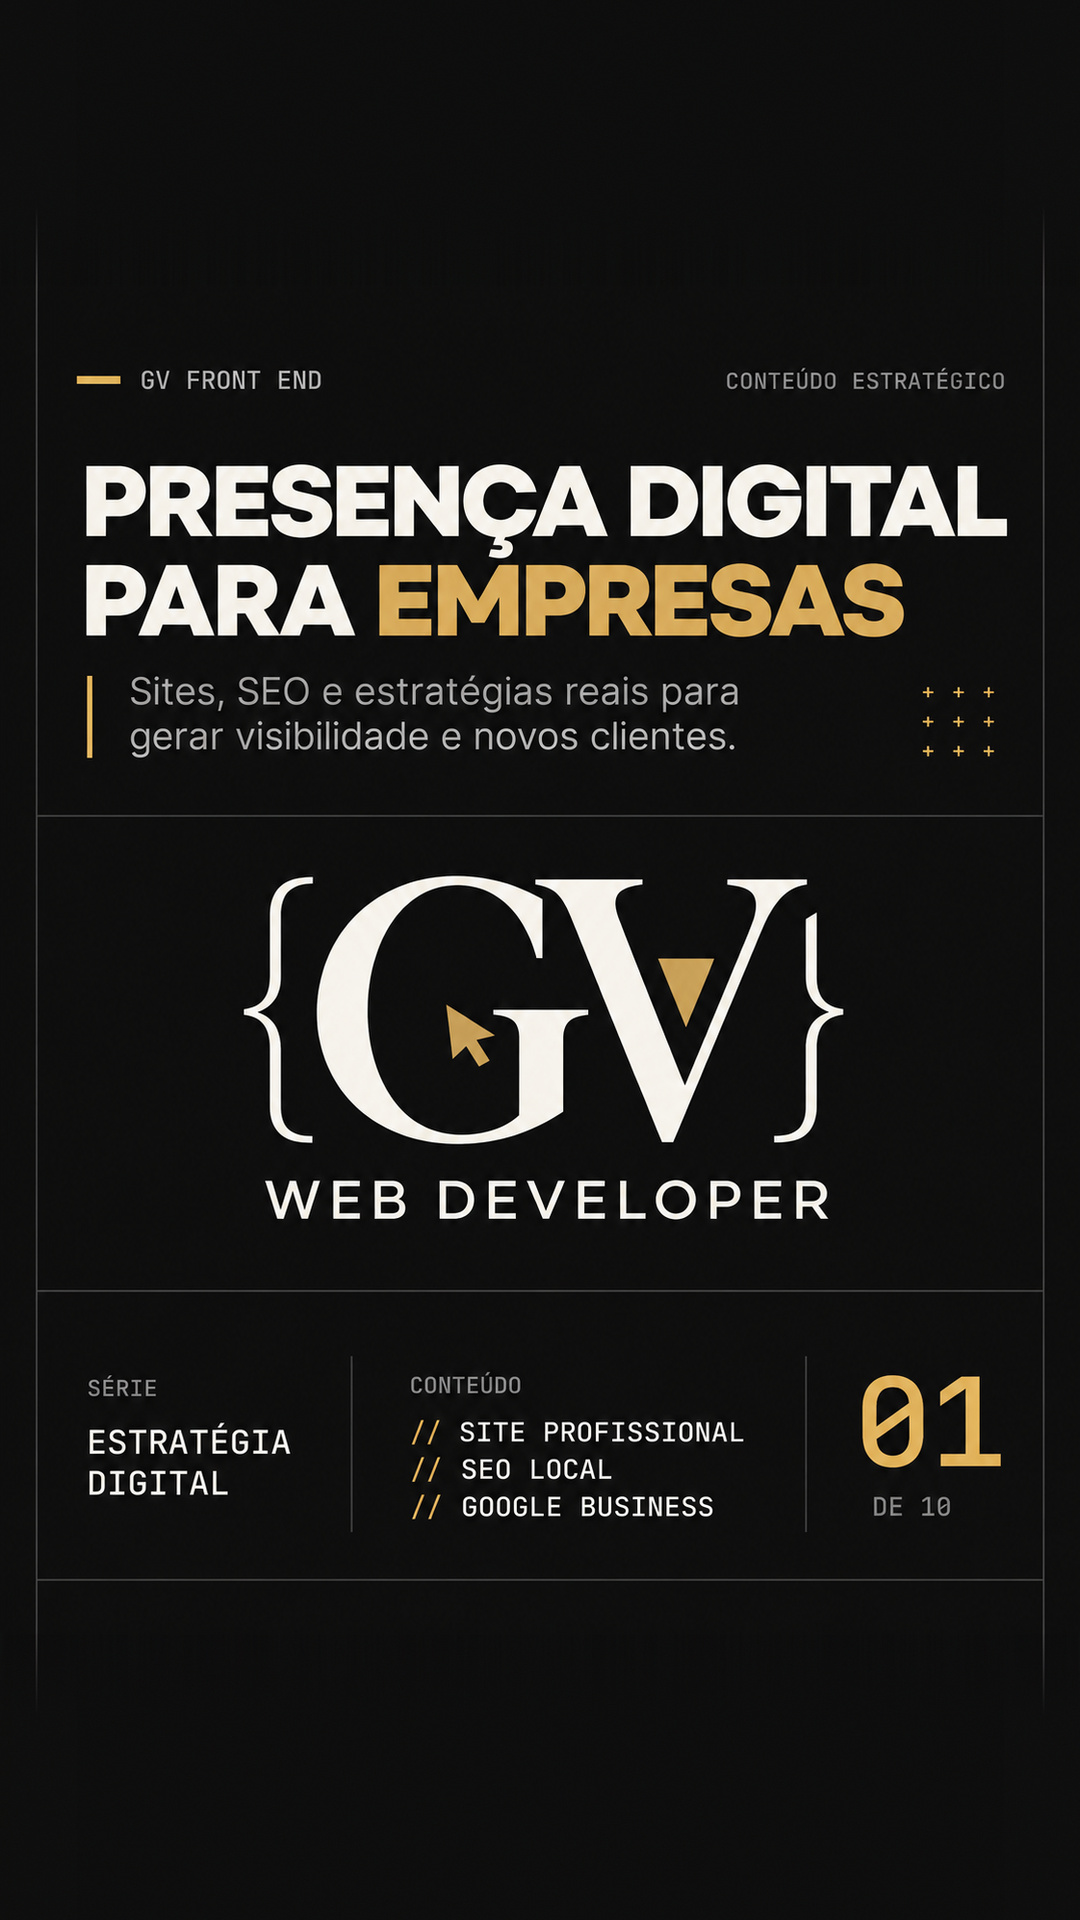 GV FRONT END
CONTEÚDO ESTRATÉGICO
PRESENÇA DIGITAL
PARA EMPRESAS
Sites, SEO e estratégias reais para
gerar visibilidade e novos clientes.
+ + +
+ + +
+ + +
{GV}
WEB DEVELOPER
SÉRIE
ESTRATÉGIA
DIGITAL
CONTEÚDO
// SITE PROFISSIONAL
// SEO LOCAL
// GOOGLE BUSINESS
01
DE 10